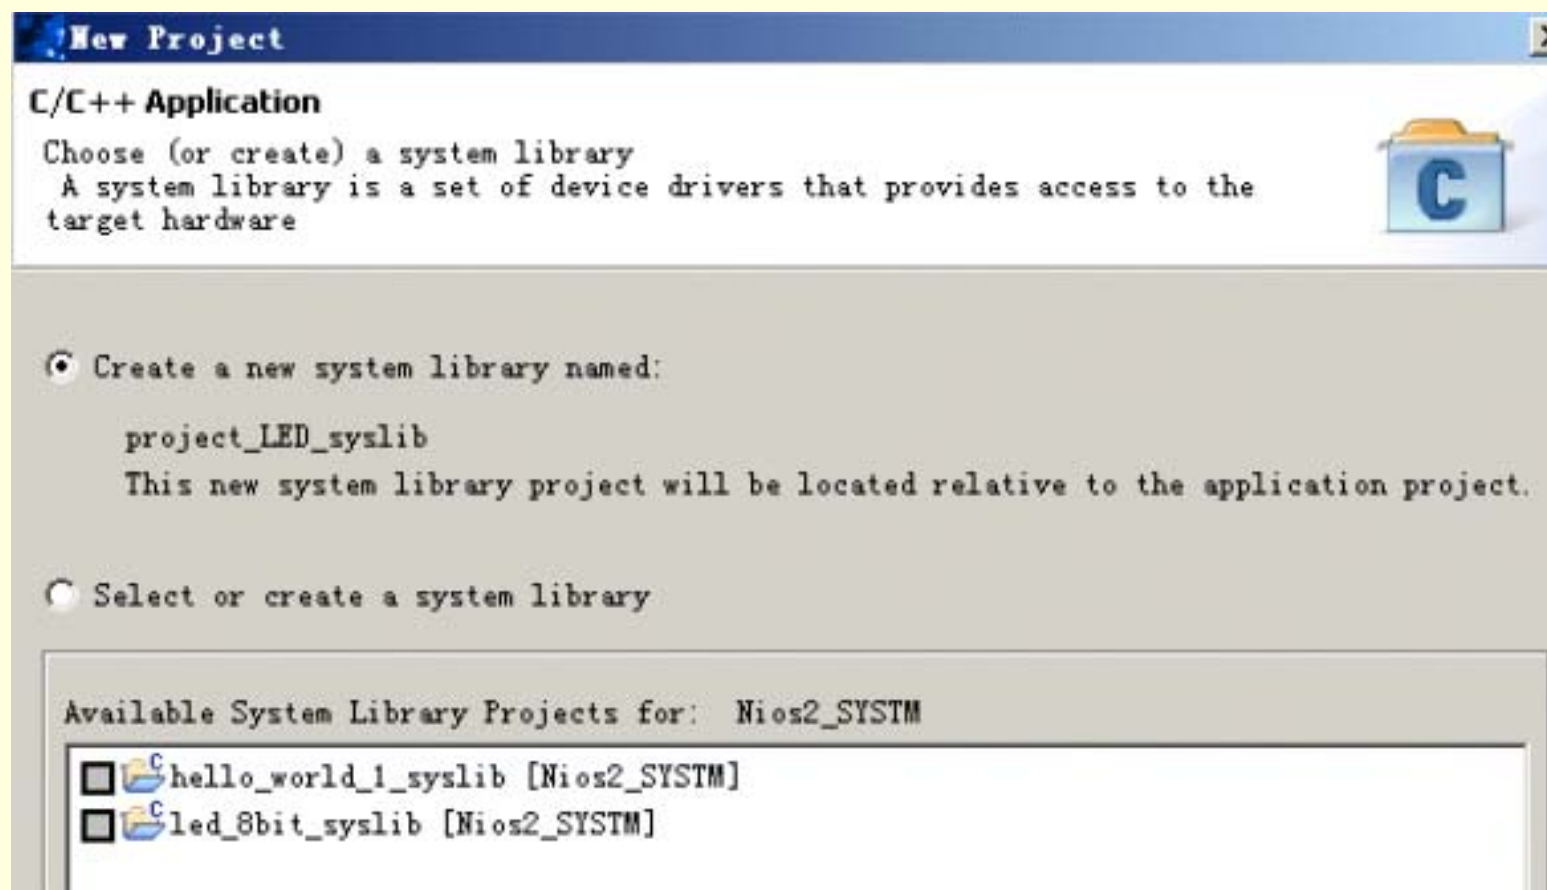 New Project
C/C++ Application
Choose (or create) a system library
A system library is a set of device drivers that provides access to the
target hardware
C
Create a new system library named:
project_LED_syslib
This new system library project will be located relative to the application project.
Select or create a system library
Available System Library Projects for: Nios2_SYSTM
hello_world_1_syslib [Nios2_SYSTM]
led_8bit_syslib [Nios2_SYSTM]